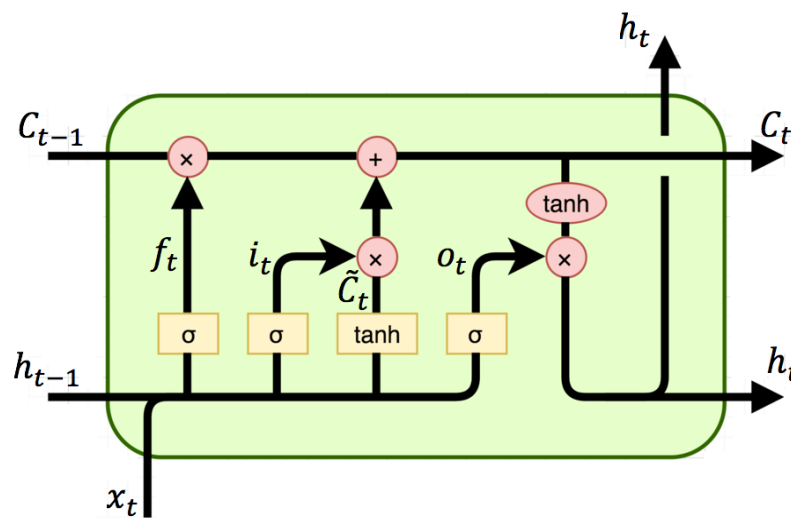 h_t
C_{t-1}
C_t
×
+
tanh
f_t
i_t
×
o_t
×
C̃_t
σ
σ
tanh
σ
h_{t-1}
h_t
x_t